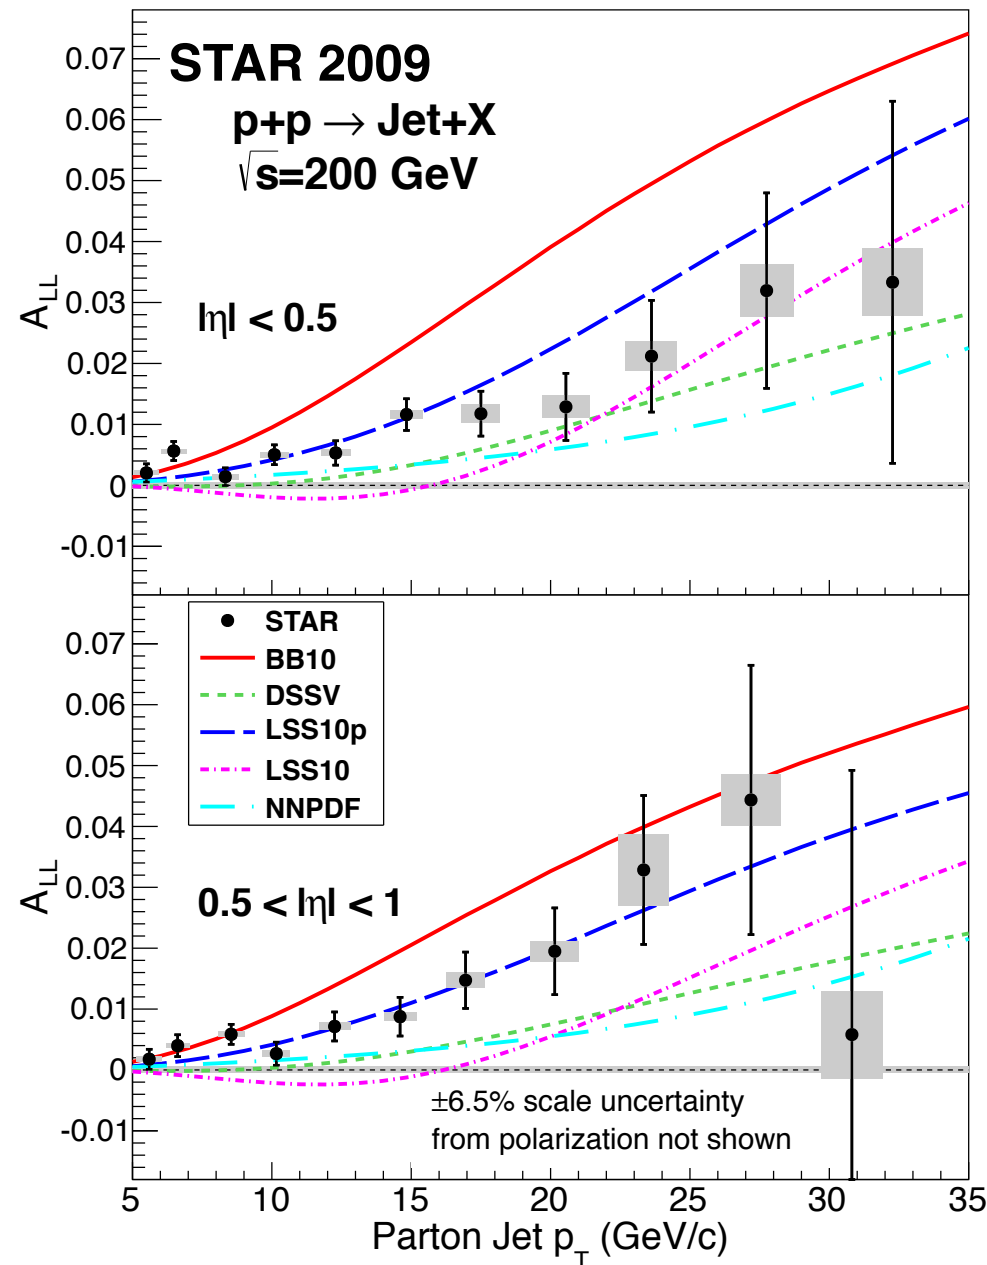 STAR 2009
p+p → Jet+X
√s=200 GeV
0.07
0.06
0.05
0.04
0.03
0.02
0.01
0
-0.01
A_LL
|η| < 0.5
STAR
BB10
DSSV
LSS10p
LSS10
NNPDF
0.07
0.06
0.05
0.04
0.03
0.02
0.01
0
-0.01
A_LL
0.5 < |η| < 1
±6.5% scale uncertainty
from polarization not shown
5 10 15 20 25 30 35
Parton Jet p_T (GeV/c)